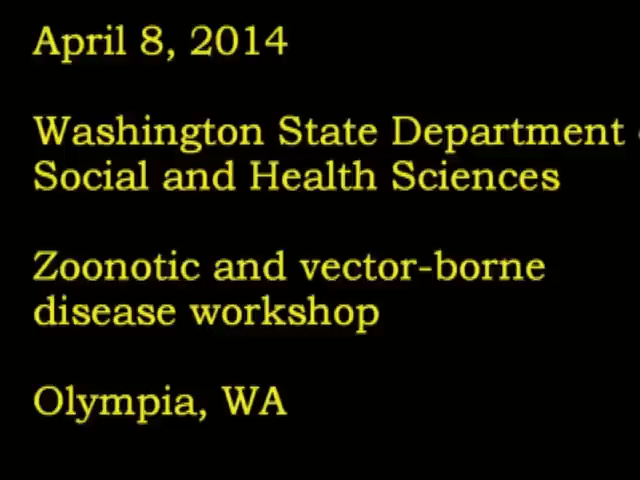 April 8, 2014
Washington State Department
Social and Health Sciences
Zoonotic and vector-borne
disease workshop
Olympia, WA